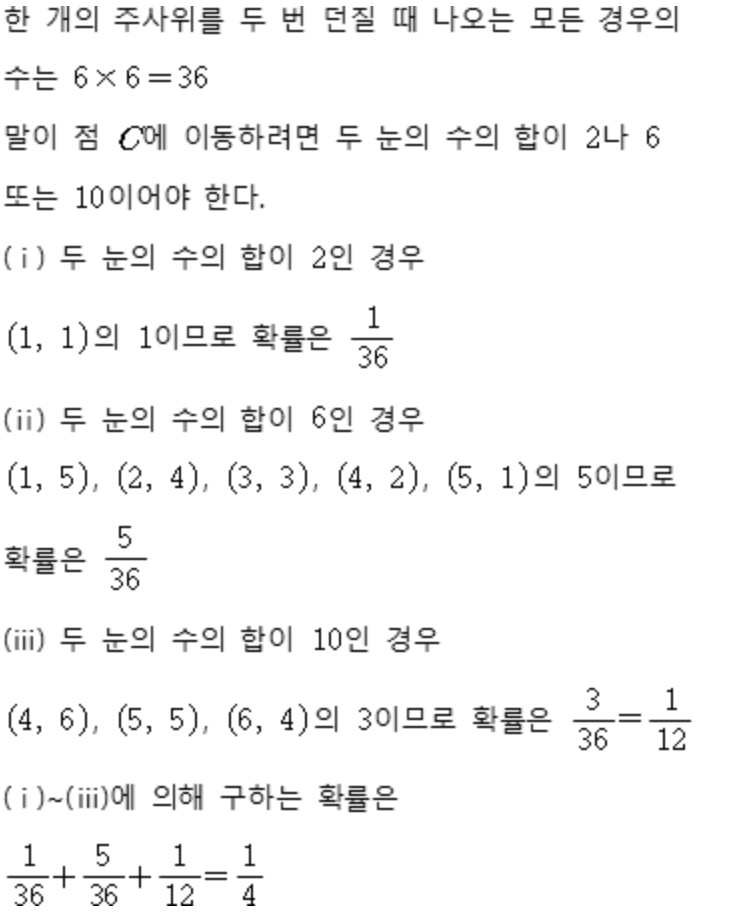 한 개의 주사위를 두 번 던질 때 나오는 모든 경우의
수는 6×6=36
말이 점 C에 이동하려면 두 눈의 수의 합이 2나 6
또는 10이어야 한다.
(ⅰ) 두 눈의 수의 합이 2인 경우
(1, 1)의 1이므로 확률은 1/36
(ⅱ) 두 눈의 수의 합이 6인 경우
(1, 5), (2, 4), (3, 3), (4, 2), (5, 1)의 5이므로
확률은 5/36
(ⅲ) 두 눈의 수의 합이 10인 경우
(4, 6), (5, 5), (6, 4)의 3이므로 확률은 3/36=1/12
(ⅰ)~(ⅲ)에 의해 구하는 확률은
1/36+5/36+1/12=1/4